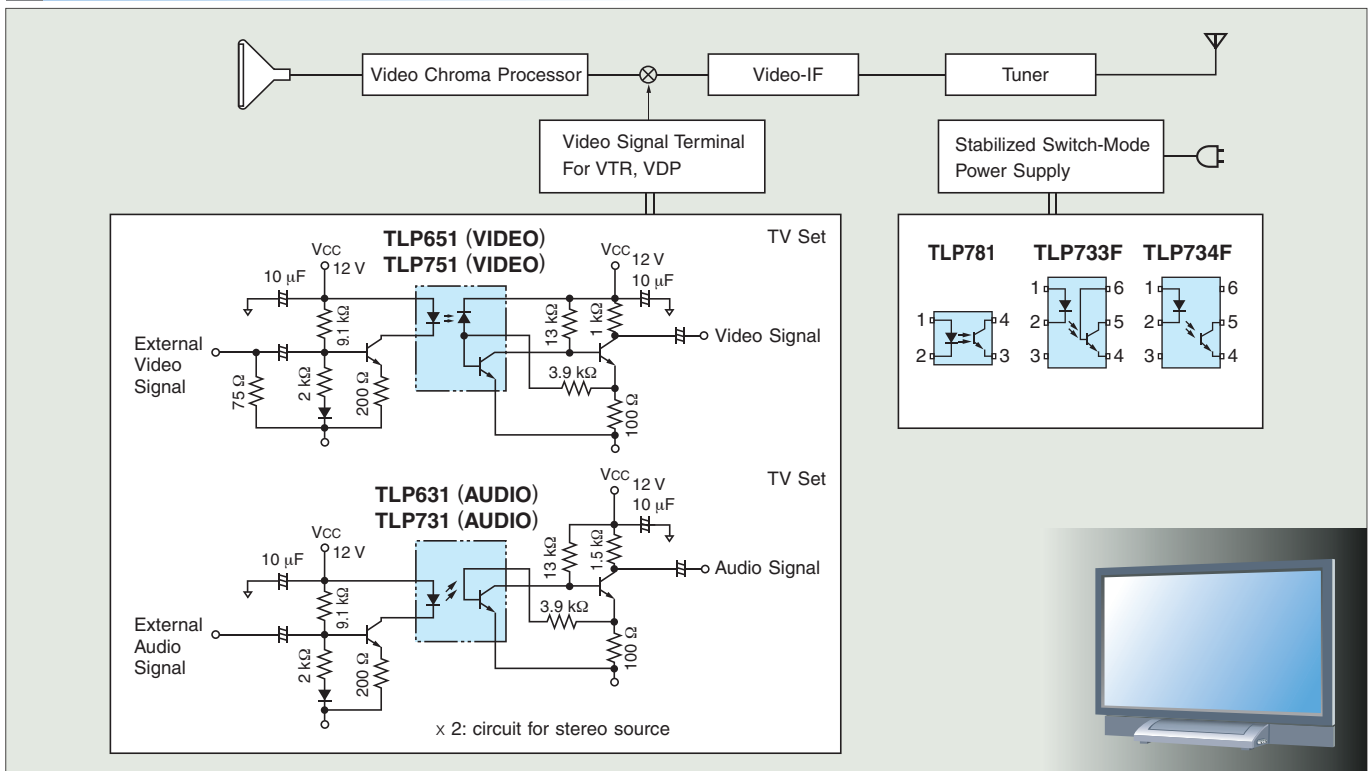 Video Chroma Processor
Video-IF
Tuner
Video Signal Terminal
For VTR, VDP
Stabilized Switch-Mode
Power Supply
TV Set
TLP651 (VIDEO)
TLP751 (VIDEO)
VCC
12 V
10 μF
9.1 kΩ
External
Video
Signal
75 Ω
2 kΩ
200 Ω
VCC
12 V
10 μF
13 kΩ
1 kΩ
Video Signal
3.9 kΩ
100 Ω
TV Set
TLP631 (AUDIO)
TLP731 (AUDIO)
VCC
12 V
10 μF
9.1 kΩ
External
Audio
Signal
2 kΩ
200 Ω
VCC
12 V
10 μF
13 kΩ
1.5 kΩ
Audio Signal
3.9 kΩ
100 Ω
x 2: circuit for stereo source
TLP781
1
4
2
3
TLP733F
1
6
2
5
3
4
TLP734F
1
6
2
5
3
4